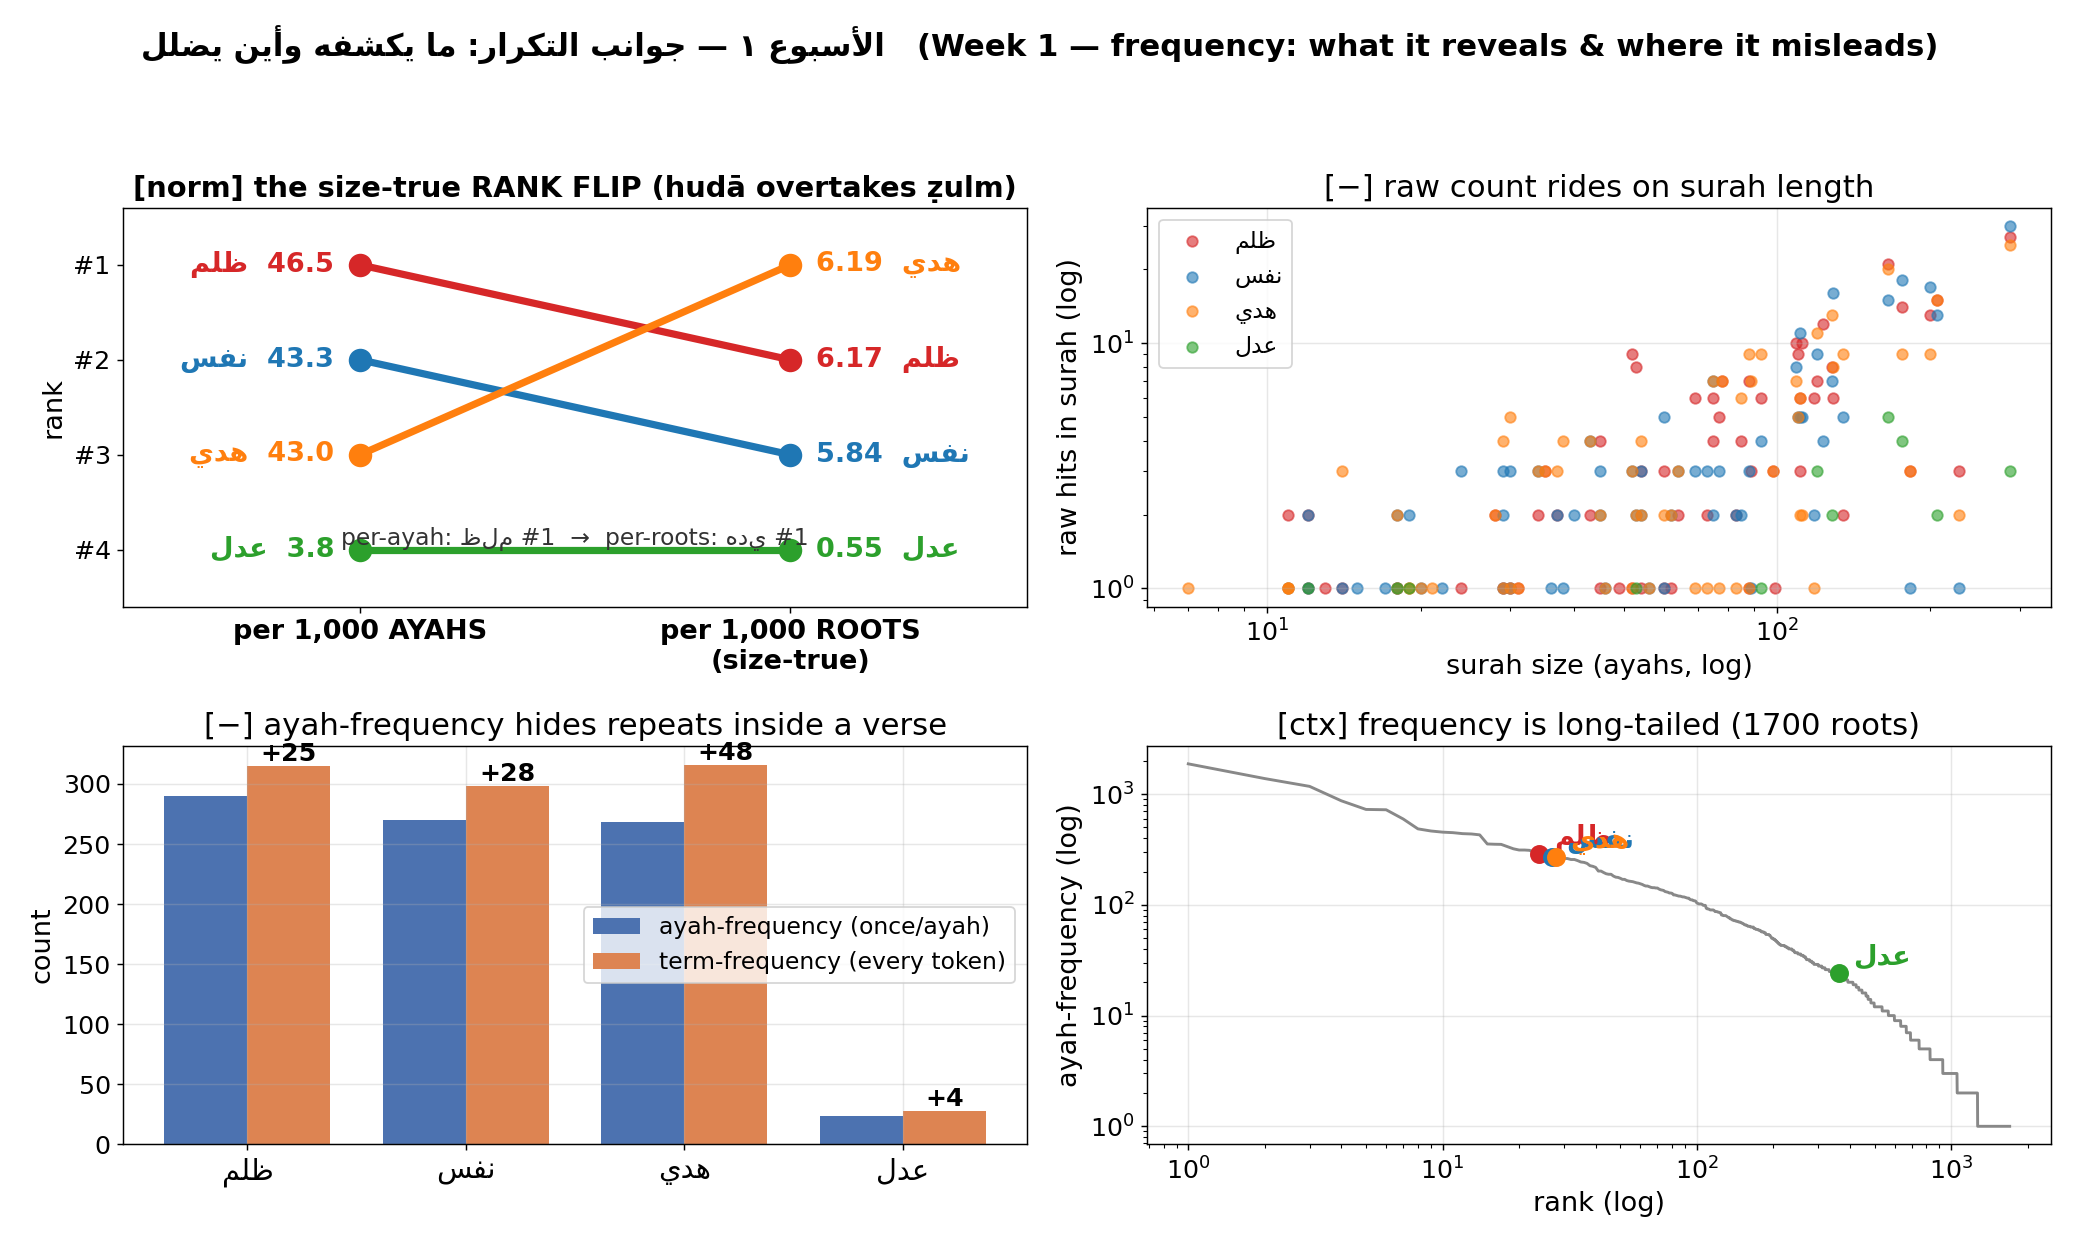 الأسبوع ١ — جوانب التكرار: ما يكشفه وأين يضلل (Week 1 — frequency: what it reveals & where it misleads)
[norm] the size-true RANK FLIP (hudā overtakes ẓulm)
rank
#1
#2
#3
#4
ظلم 46.5
6.19 هدي
نفس 43.3
6.17 ظلم
هدي 43.0
5.84 نفس
per-ayah: ظلم #1 → per-roots: هدي #1
عدل 3.8
0.55 عدل
per 1,000 AYAHS
per 1,000 ROOTS
(size-true)
[−] raw count rides on surah length
raw hits in surah (log)
10¹
10⁰
ظلم
نفس
هدي
عدل
10¹ 10²
surah size (ayahs, log)
[−] ayah-frequency hides repeats inside a verse
count
300
250
200
150
100
50
0
+25
+28
+48
+4
ayah-frequency (once/ayah)
term-frequency (every token)
ظلم نفس هدي عدل
[ctx] frequency is long-tailed (1700 roots)
ayah-frequency (log)
10³
10²
10¹
10⁰
ظلم
نفس
هدي
عدل
10⁰ 10¹ 10² 10³
rank (log)